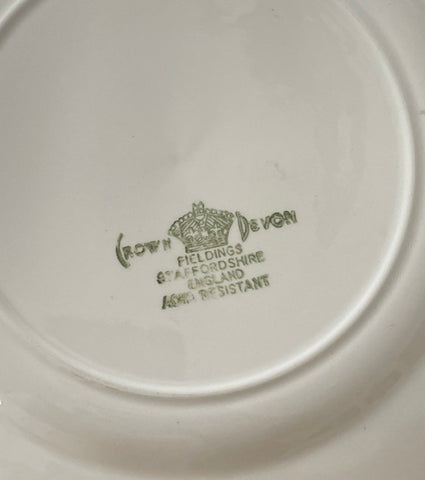 CROWN DEVON
FIELDINGS
STAFFORDSHIRE
ENGLAND
ACID RESISTANT